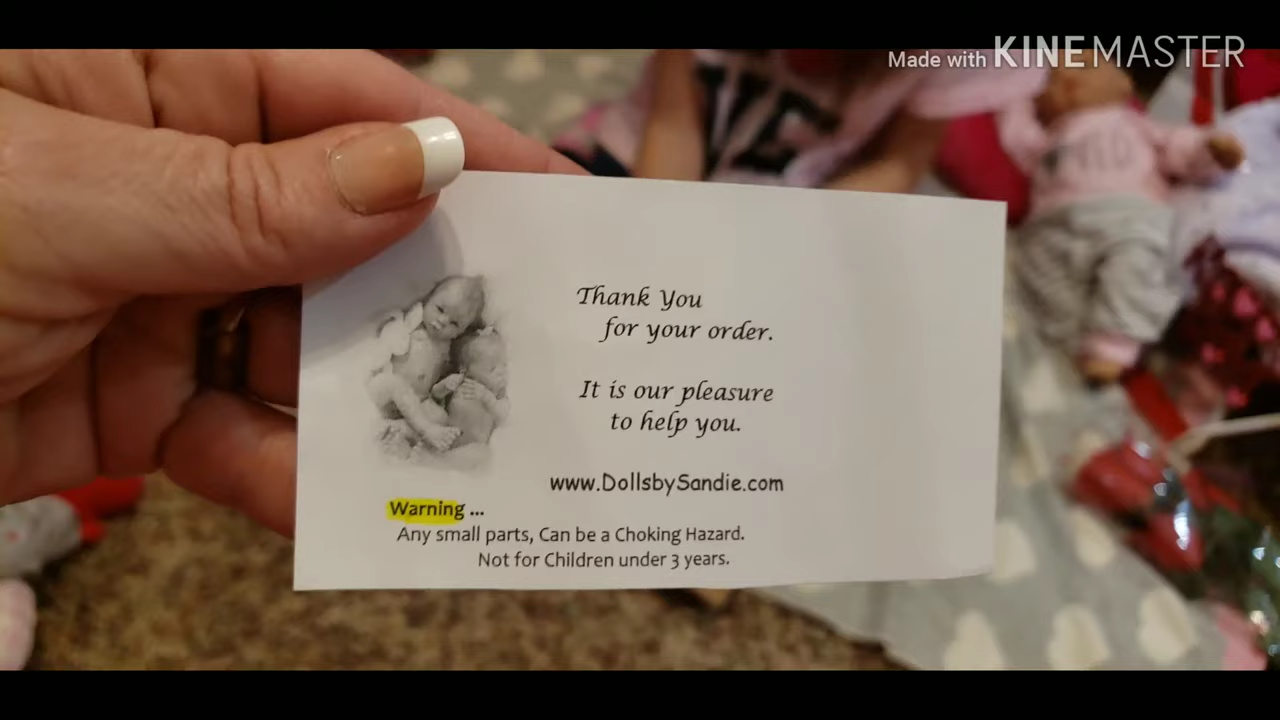 Made with KINEMASTER
Thank You
for your order.
It is our pleasure
to help you.
www.DollsbySandie.com
Warning ...
Any small parts, Can be a Choking Hazard.
Not for Children under 3 years.